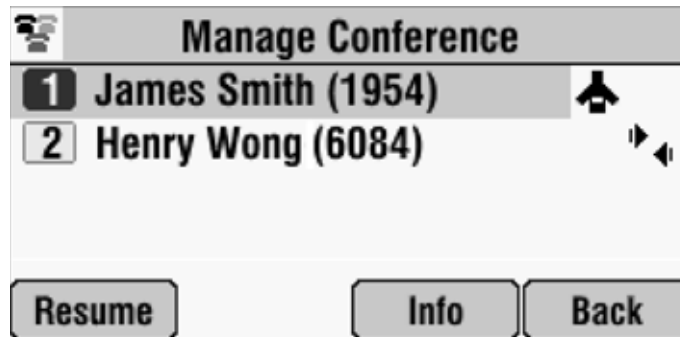 Manage Conference
1 James Smith (1954)
2 Henry Wong (6084)
Resume Info Back